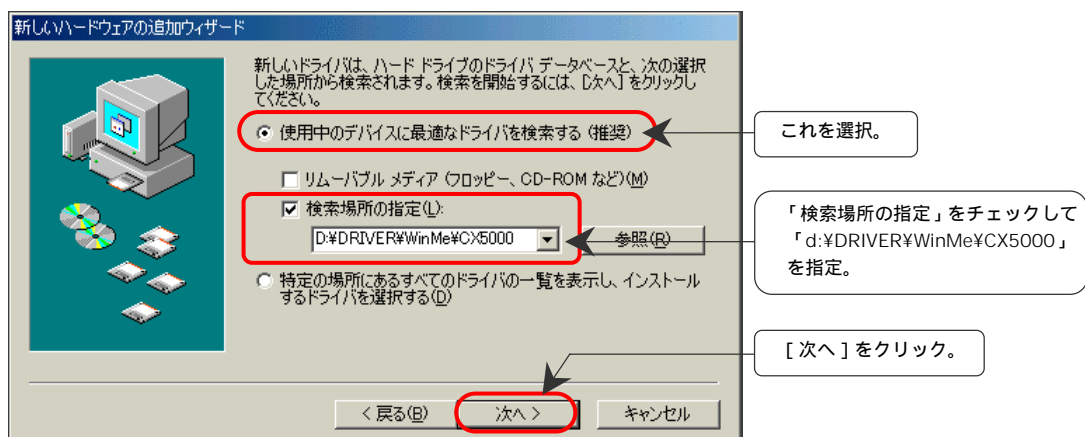 新しいハードウェアの追加ウィザード
新しいドライバは、ハード ドライブのドライバ データベースと、次の選択
した場所から検索されます。検索を開始するには、[次へ] をクリックし
てください。
使用中のデバイスに最適なドライバを検索する (推奨)
これを選択。
リムーバブル メディア (フロッピー、CD-ROM など)(M)
検索場所の指定(L):
D:¥DRIVER¥WinMe¥CX5000
参照(R)
「検索場所の指定」をチェックして
「d:¥DRIVER¥WinMe¥CX5000」
を指定。
特定の場所にあるすべてのドライバの一覧を表示し、インストール
するドライバを選択する(D)
[ 次へ ] をクリック。
< 戻る(B)
次へ >
キャンセル